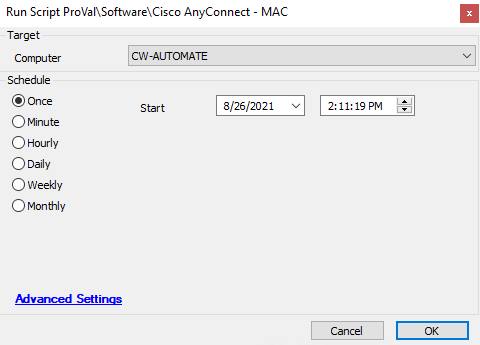 Run Script ProVal\Software\Cisco AnyConnect - MAC x
Target
Computer CW-AUTOMATE
Schedule
Once Start 8/26/2021 2:11:19 PM
Minute
Hourly
Daily
Weekly
Monthly
Advanced Settings
Cancel OK